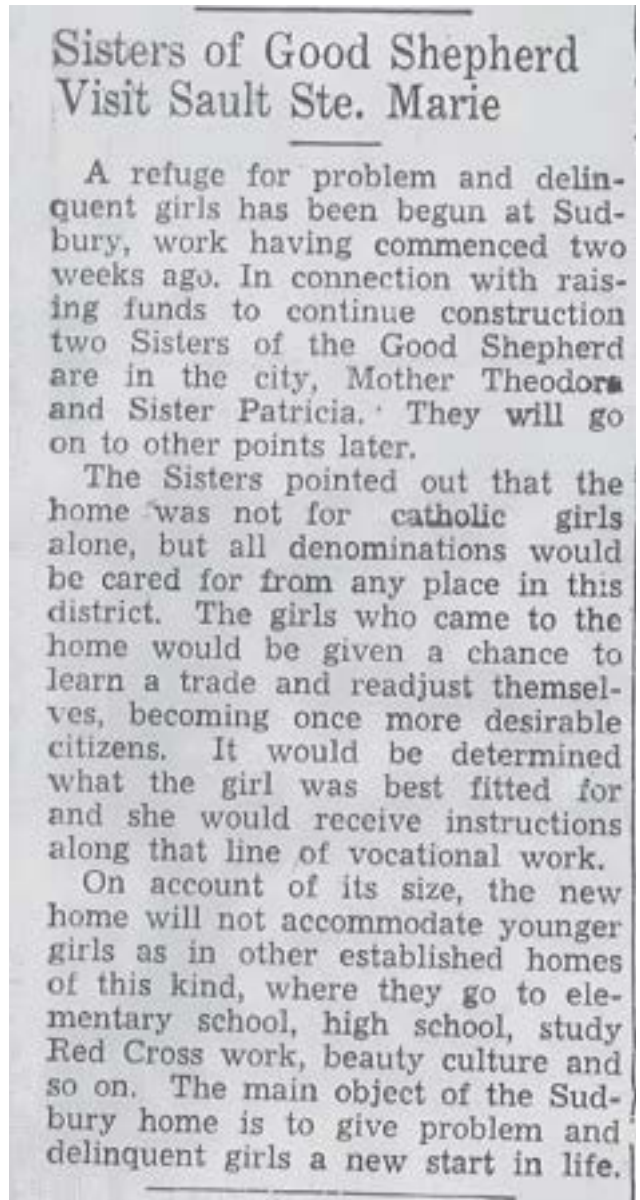 Sisters of Good Shepherd
Visit Sault Ste. Marie
A refuge for problem and delin-
quent girls has been begun at Sud-
bury, work having commenced two
weeks ago. In connection with rais-
ing funds to continue construction
two Sisters of the Good Shepherd
are in the city, Mother Theodora
and Sister Patricia. They will go
on to other points later.
The Sisters pointed out that the
home was not for catholic girls
alone, but all denominations would
be cared for from any place in this
district. The girls who came to the
home would be given a chance to
learn a trade and readjust themsel-
ves, becoming once more desirable
citizens. It would be determined
what the girl was best fitted for
and she would receive instructions
along that line of vocational work.
On account of its size, the new
home will not accommodate younger
girls as in other established homes
of this kind, where they go to ele-
mentary school, high school, study
Red Cross work, beauty culture and
so on. The main object of the Sud-
bury home is to give problem and
delinquent girls a new start in life.